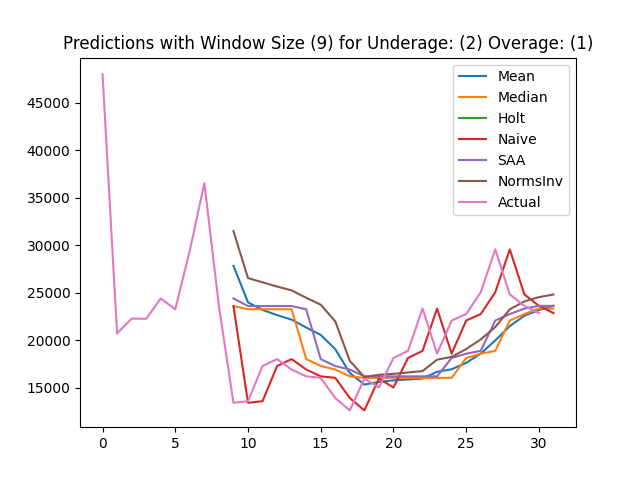 Predictions with Window Size (9) for Underage: (2) Overage: (1)
Mean
Median
Holt
Naive
SAA
NormsInv
Actual
45000
40000
35000
30000
25000
20000
15000
0 5 10 15 20 25 30